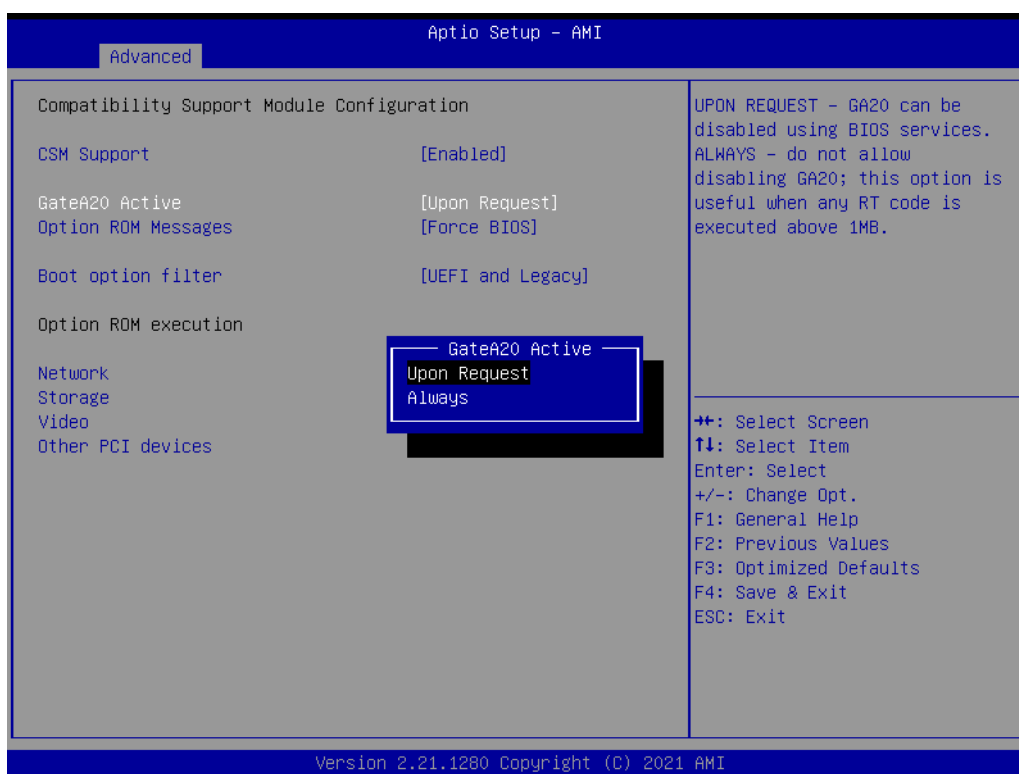 Aptio Setup - AMI
Advanced
Compatibility Support Module Configuration
CSM Support [Enabled]
GateA20 Active [Upon Request]
Option ROM Messages [Force BIOS]
Boot option filter [UEFI and Legacy]
Option ROM execution
Network
Storage
Video
Other PCI devices
GateA20 Active
Upon Request
Always
UPON REQUEST - GA20 can be
disabled using BIOS services.
ALWAYS - do not allow
disabling GA20; this option is
useful when any RT code is
executed above 1MB.
→←: Select Screen
↑↓: Select Item
Enter: Select
+/-: Change Opt.
F1: General Help
F2: Previous Values
F3: Optimized Defaults
F4: Save & Exit
ESC: Exit
Version 2.21.1280 Copyright (C) 2021 AMI